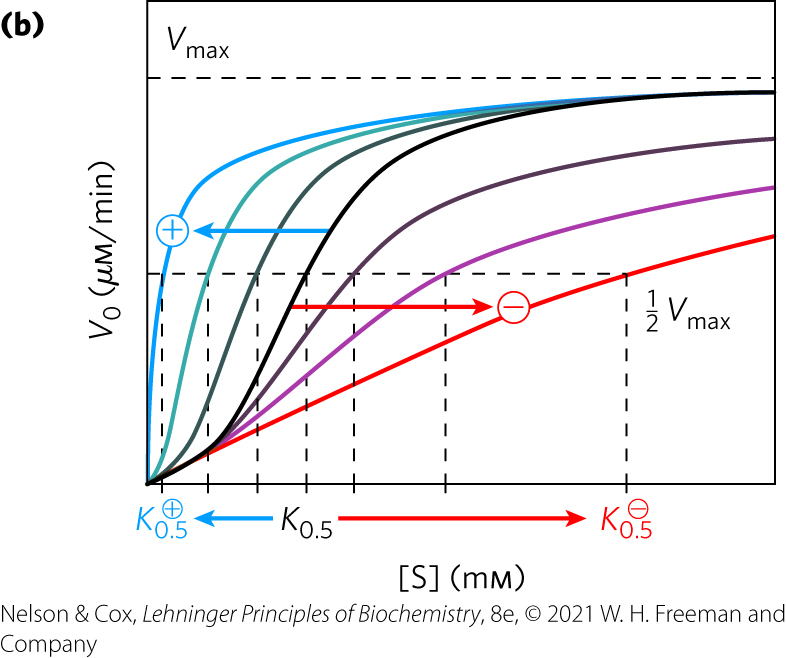 (b)
Vmax
V0 (μM/min)
+
−
½ Vmax
K0.5⊕
K0.5
K0.5⊖
[S] (mM)
Nelson & Cox, Lehninger Principles of Biochemistry, 8e, © 2021 W. H. Freeman and
Company